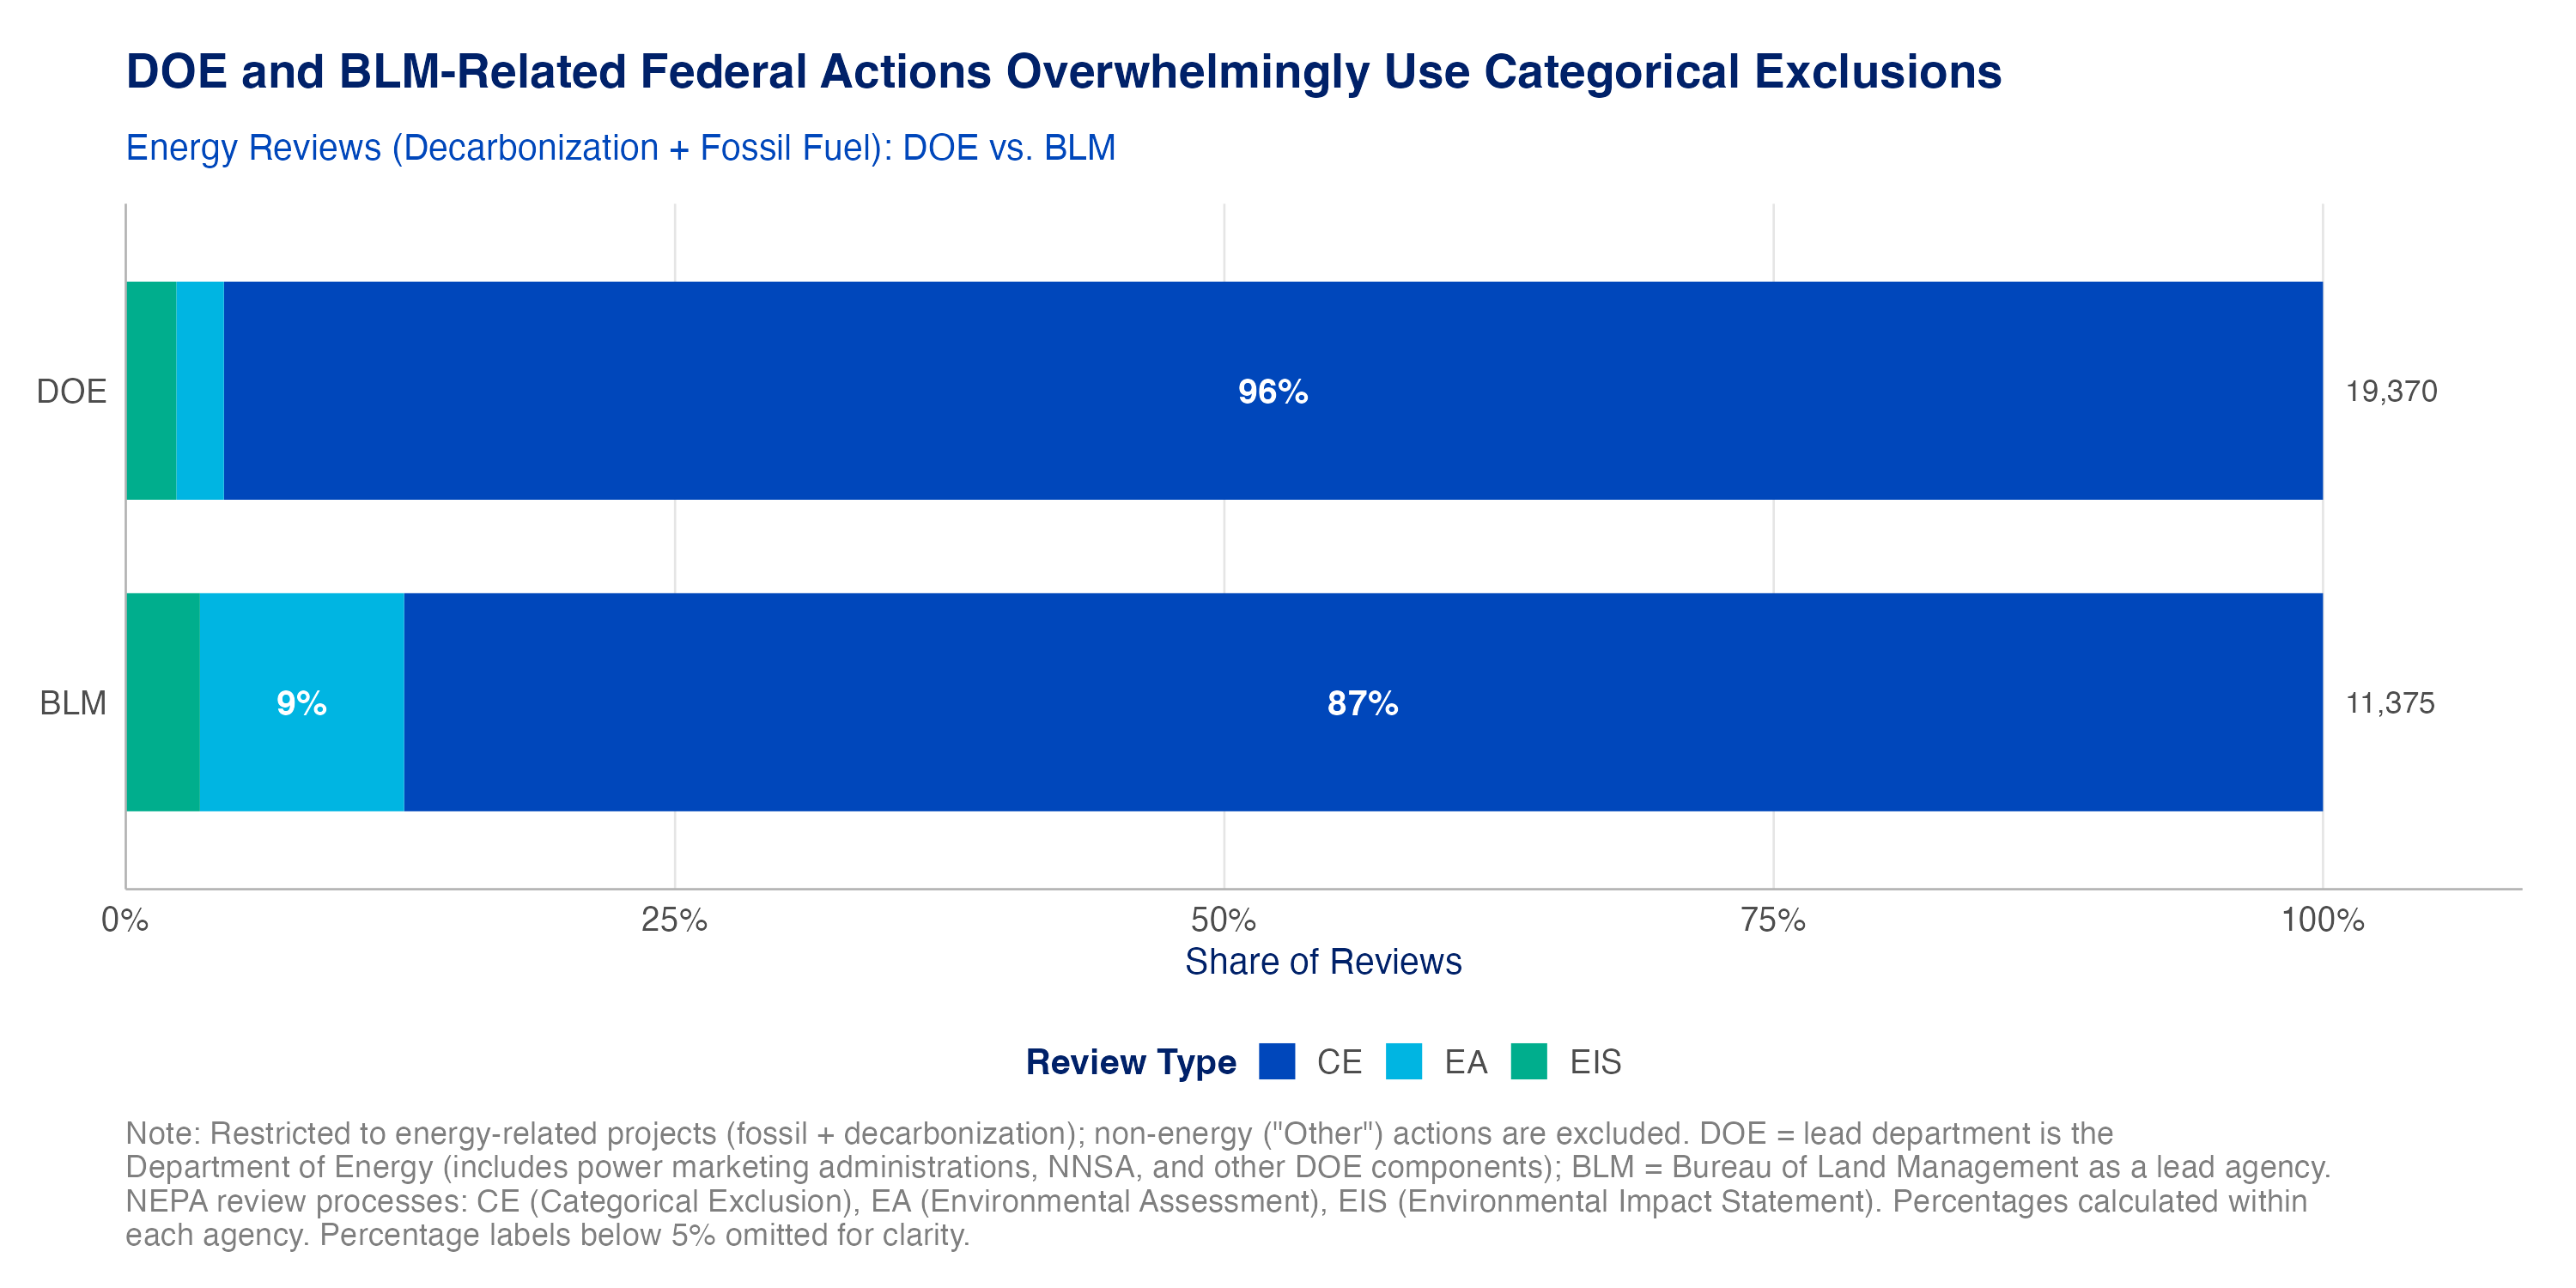 DOE and BLM-Related Federal Actions Overwhelmingly Use Categorical Exclusions
Energy Reviews (Decarbonization + Fossil Fuel): DOE vs. BLM
DOE
96%
19,370
BLM
9%
87%
11,375
0%
25%
50%
75%
100%
Share of Reviews
Review Type CE EA EIS
Note: Restricted to energy-related projects (fossil + decarbonization); non-energy ("Other") actions are excluded. DOE = lead department is the
Department of Energy (includes power marketing administrations, NNSA, and other DOE components); BLM = Bureau of Land Management as a lead agency.
NEPA review processes: CE (Categorical Exclusion), EA (Environmental Assessment), EIS (Environmental Impact Statement). Percentages calculated within
each agency. Percentage labels below 5% omitted for clarity.